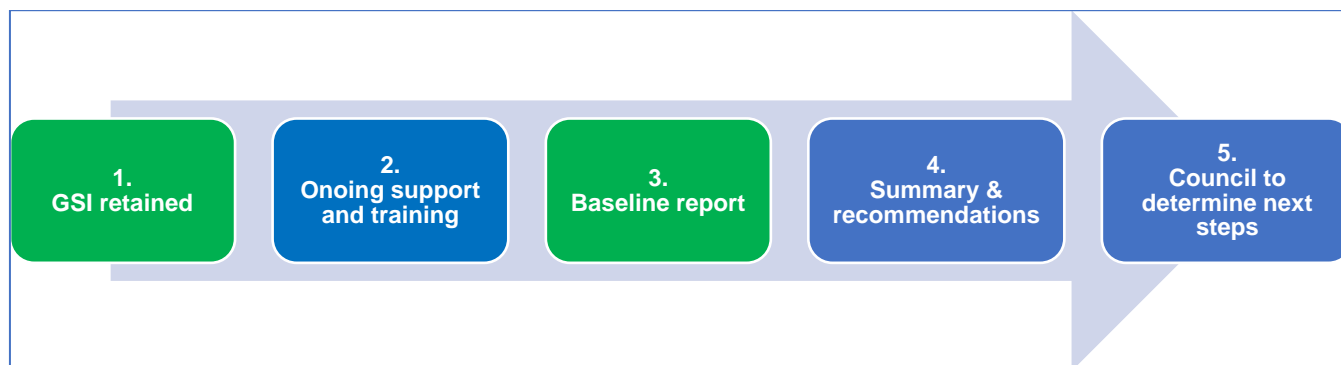 1.
GSI retained
2.
Onoing support
and training
3.
Baseline report
4.
Summary &
recommendations
5.
Council to
determine next
steps